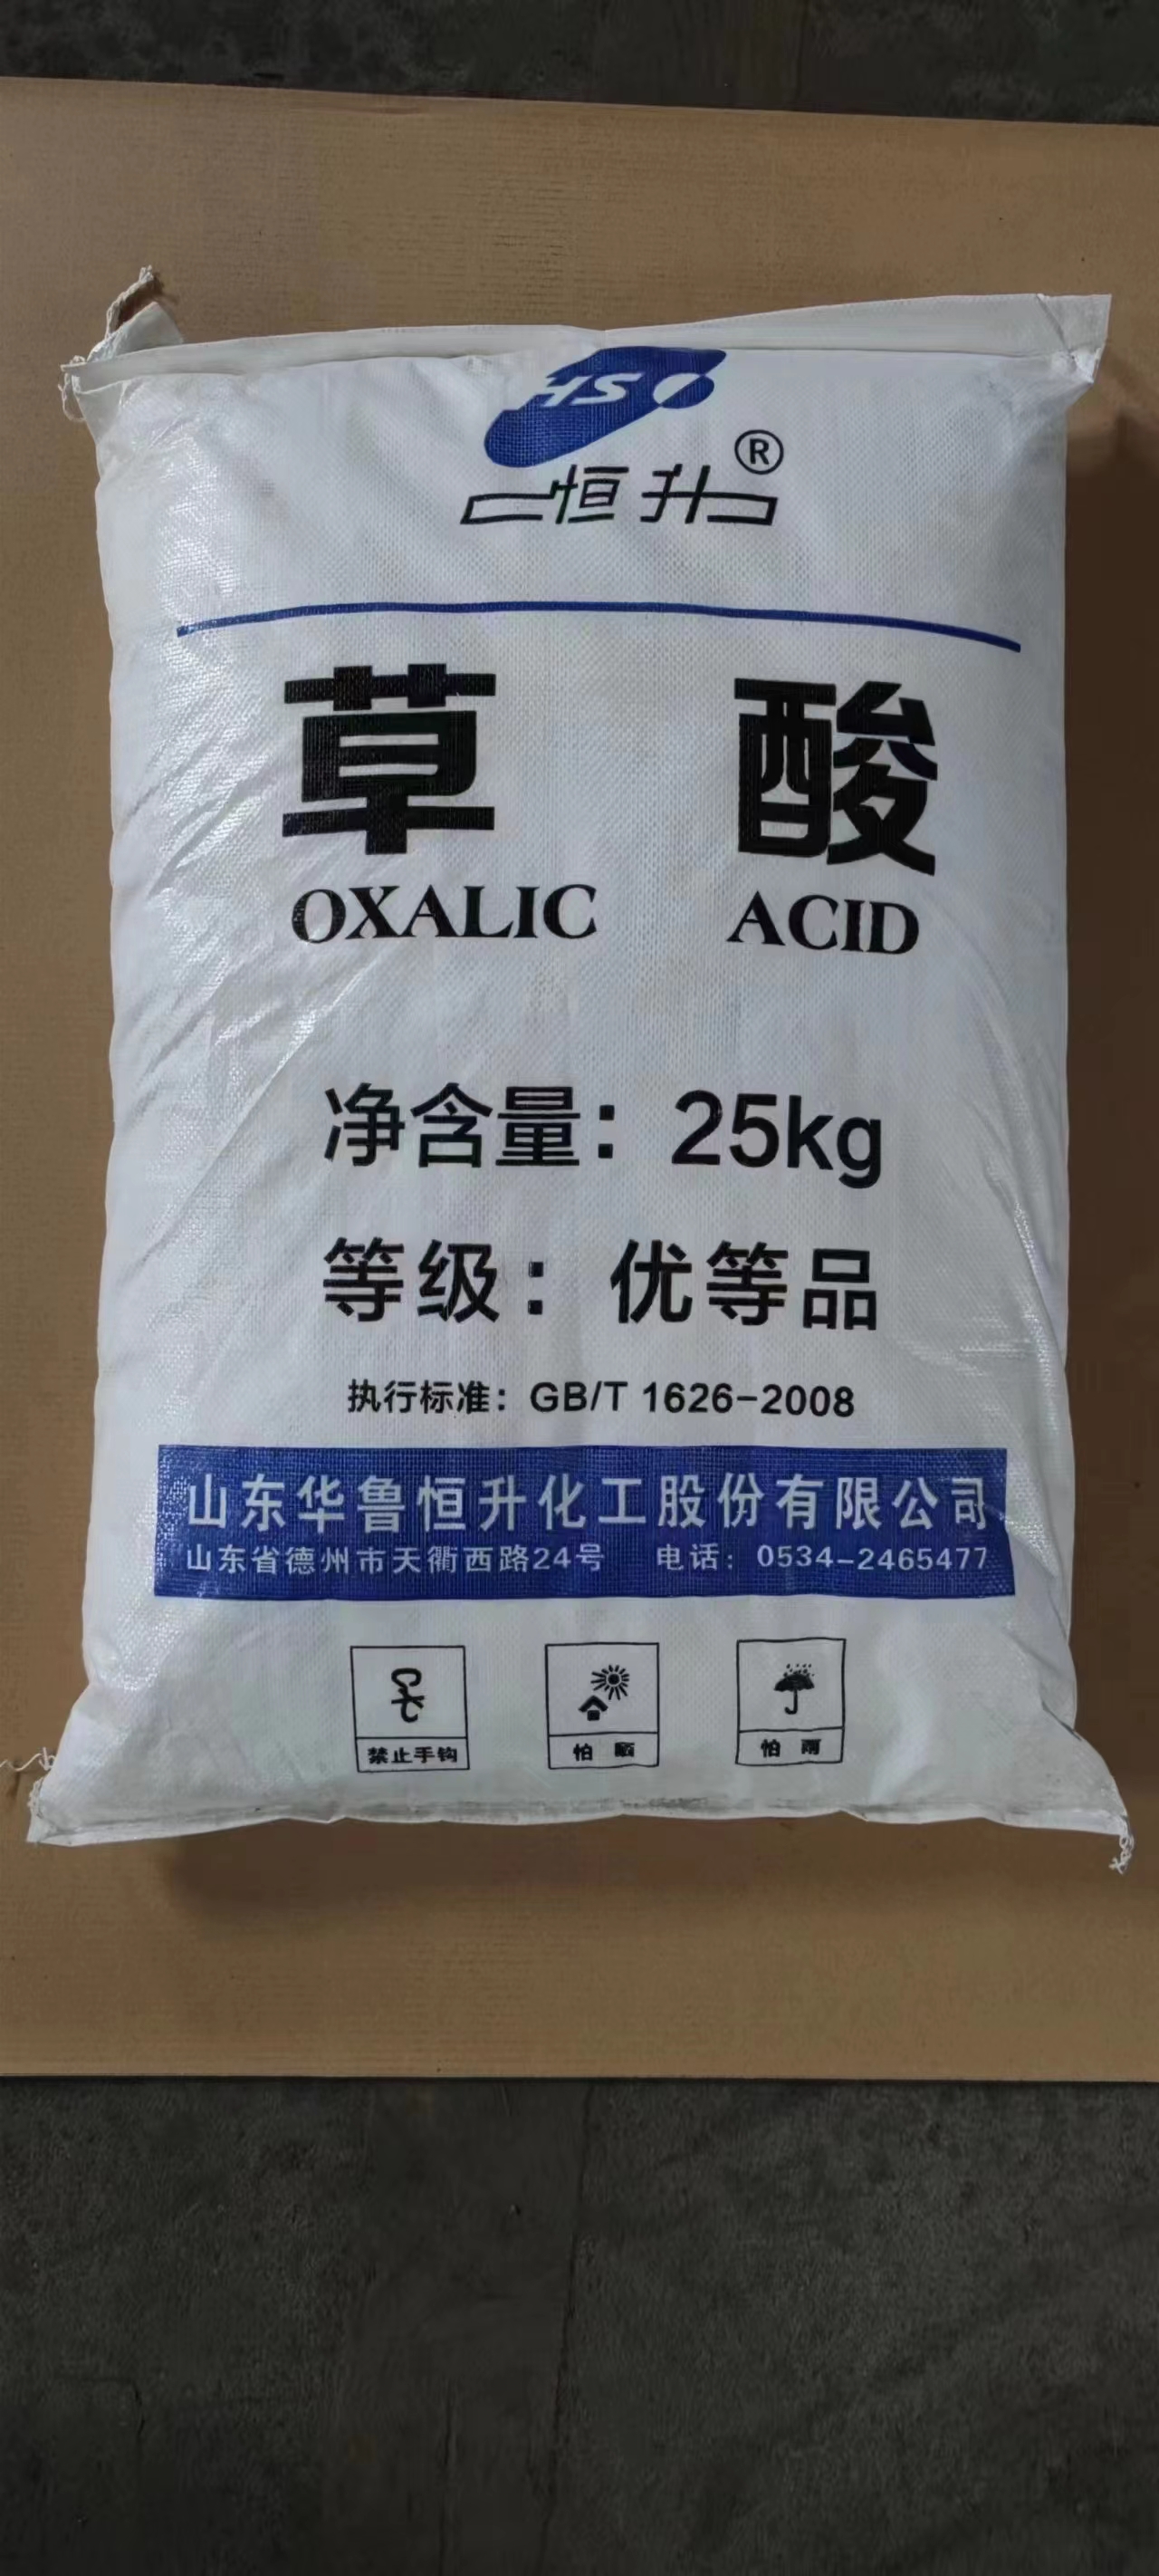 HS
恒升®
草 酸
OXALIC ACID
净含量：25kg
等级：优等品
执行标准：GB/T 1626-2008
山东华鲁恒升化工股份有限公司
山东省德州市天衢西路24号 电话：0534-2465477
禁止手钩 怕 晒 怕 雨